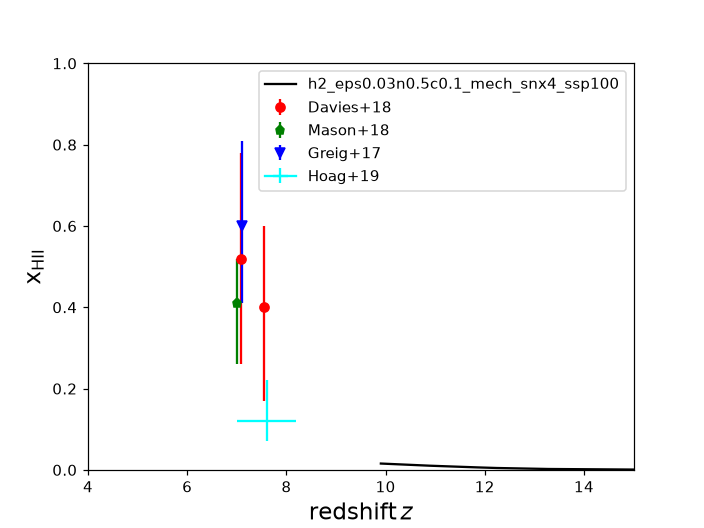 h2_eps0.03n0.5c0.1_mech_snx4_ssp100
Davies+18
Mason+18
Greig+17
Hoag+19
1.0
0.8
0.6
0.4
0.2
0.0
xHII
4
6
8
10
12
14
redshift z